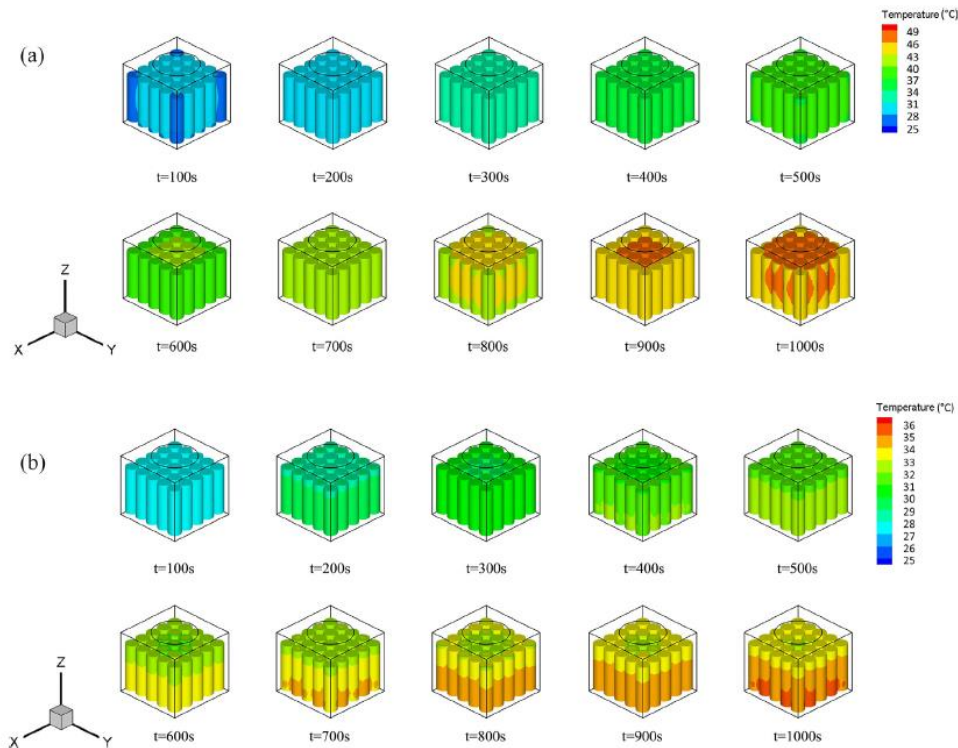 Temperature (°C)
(a)
49
46
43
40
37
34
31
28
25
t=100s t=200s t=300s t=400s t=500s
Z
X Y
t=600s t=700s t=800s t=900s t=1000s
Temperature (°C)
(b)
36
35
34
33
32
31
30
29
28
27
26
25
t=100s t=200s t=300s t=400s t=500s
Z
X Y
t=600s t=700s t=800s t=900s t=1000s